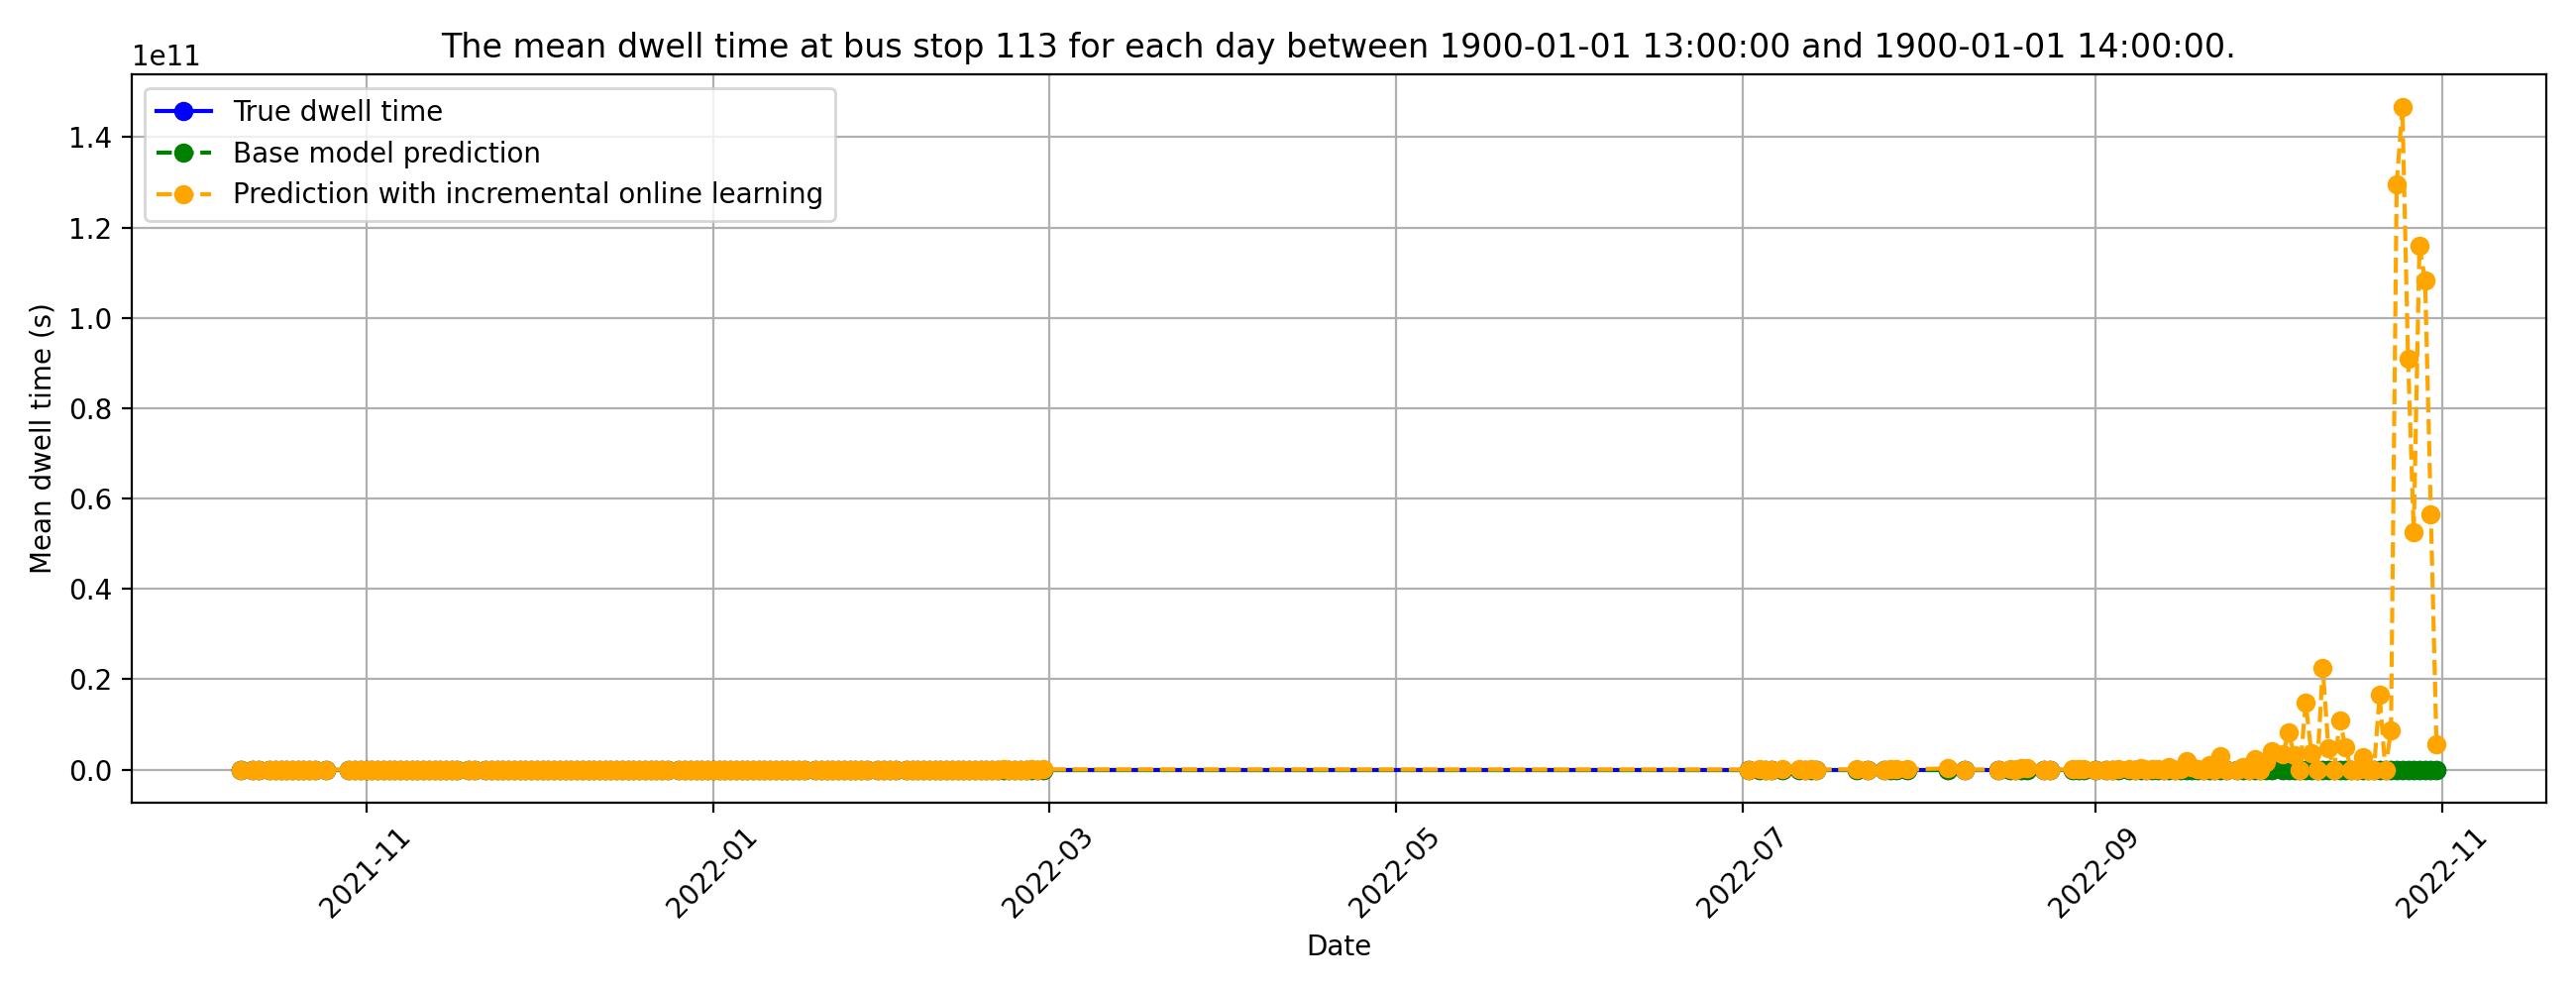 The mean dwell time at bus stop 113 for each day between 1900-01-01 13:00:00 and 1900-01-01 14:00:00.
1e11
True dwell time
Base model prediction
Prediction with incremental online learning
1.4
1.2
1.0
0.8
0.6
0.4
0.2
0.0
Mean dwell time (s)
2021-11
2022-01
2022-03
2022-05
2022-07
2022-09
2022-11
Date